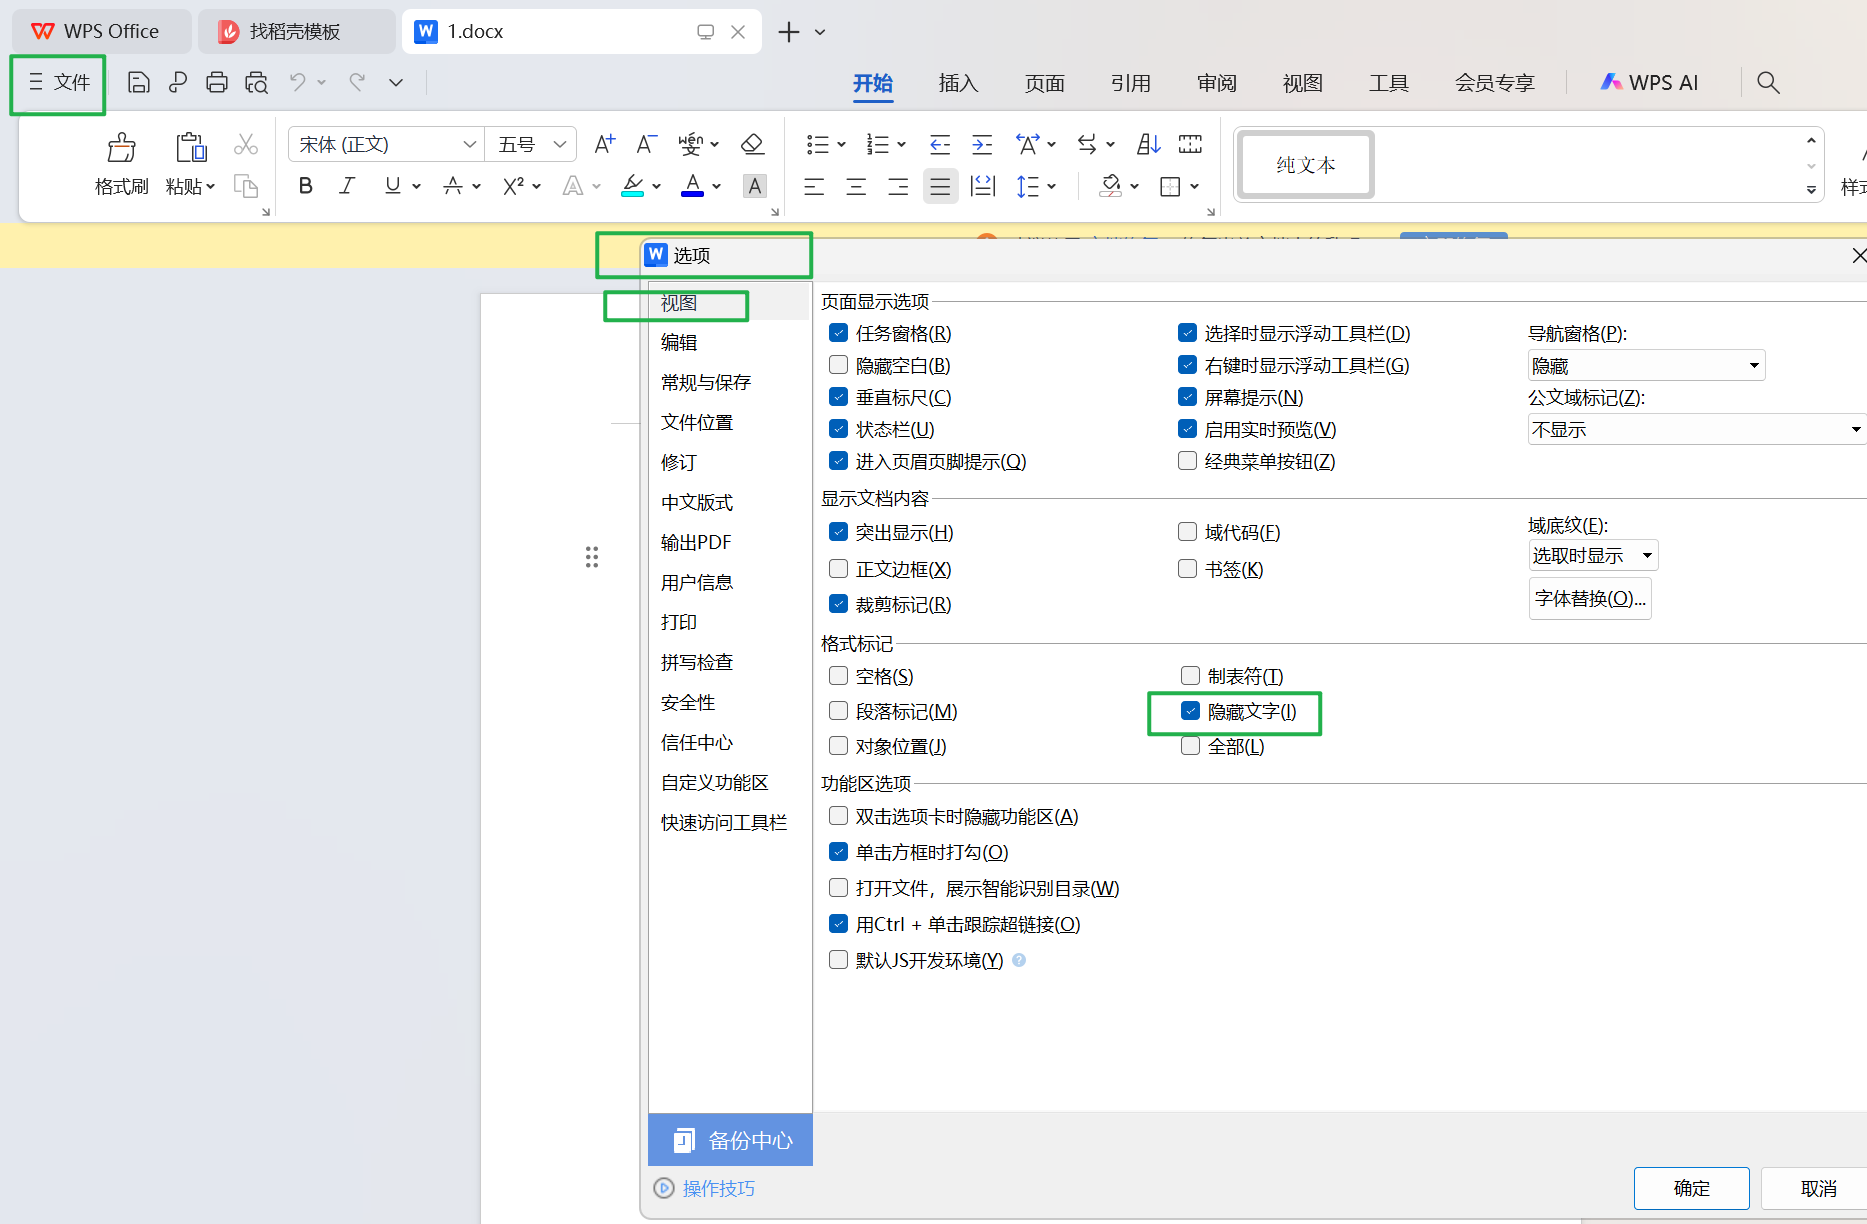 WPS Office
找稻壳模板
1.docx
文件
开始
插入
页面
引用
审阅
视图
工具
会员专享
WPS AI
格式刷
粘贴
宋体 (正文)
五号
纯文本
选项
视图
编辑
常规与保存
文件位置
修订
中文版式
输出PDF
用户信息
打印
拼写检查
安全性
信任中心
自定义功能区
快速访问工具栏
备份中心
操作技巧
页面显示选项
任务窗格(R)
选择时显示浮动工具栏(D)
导航窗格(P):
隐藏空白(B)
右键时显示浮动工具栏(G)
隐藏
垂直标尺(C)
屏幕提示(N)
公文域标记(Z):
状态栏(U)
启用实时预览(V)
不显示
进入页眉页脚提示(Q)
经典菜单按钮(Z)
显示文档内容
突出显示(H)
域代码(F)
域底纹(E):
正文边框(X)
书签(K)
选取时显示
裁剪标记(R)
字体替换(O)...
格式标记
空格(S)
制表符(T)
段落标记(M)
隐藏文字(I)
对象位置(J)
全部(L)
功能区选项
双击选项卡时隐藏功能区(A)
单击方框时打勾(O)
打开文件，展示智能识别目录(W)
用Ctrl + 单击跟踪超链接(O)
默认JS开发环境(Y)
确定
取消